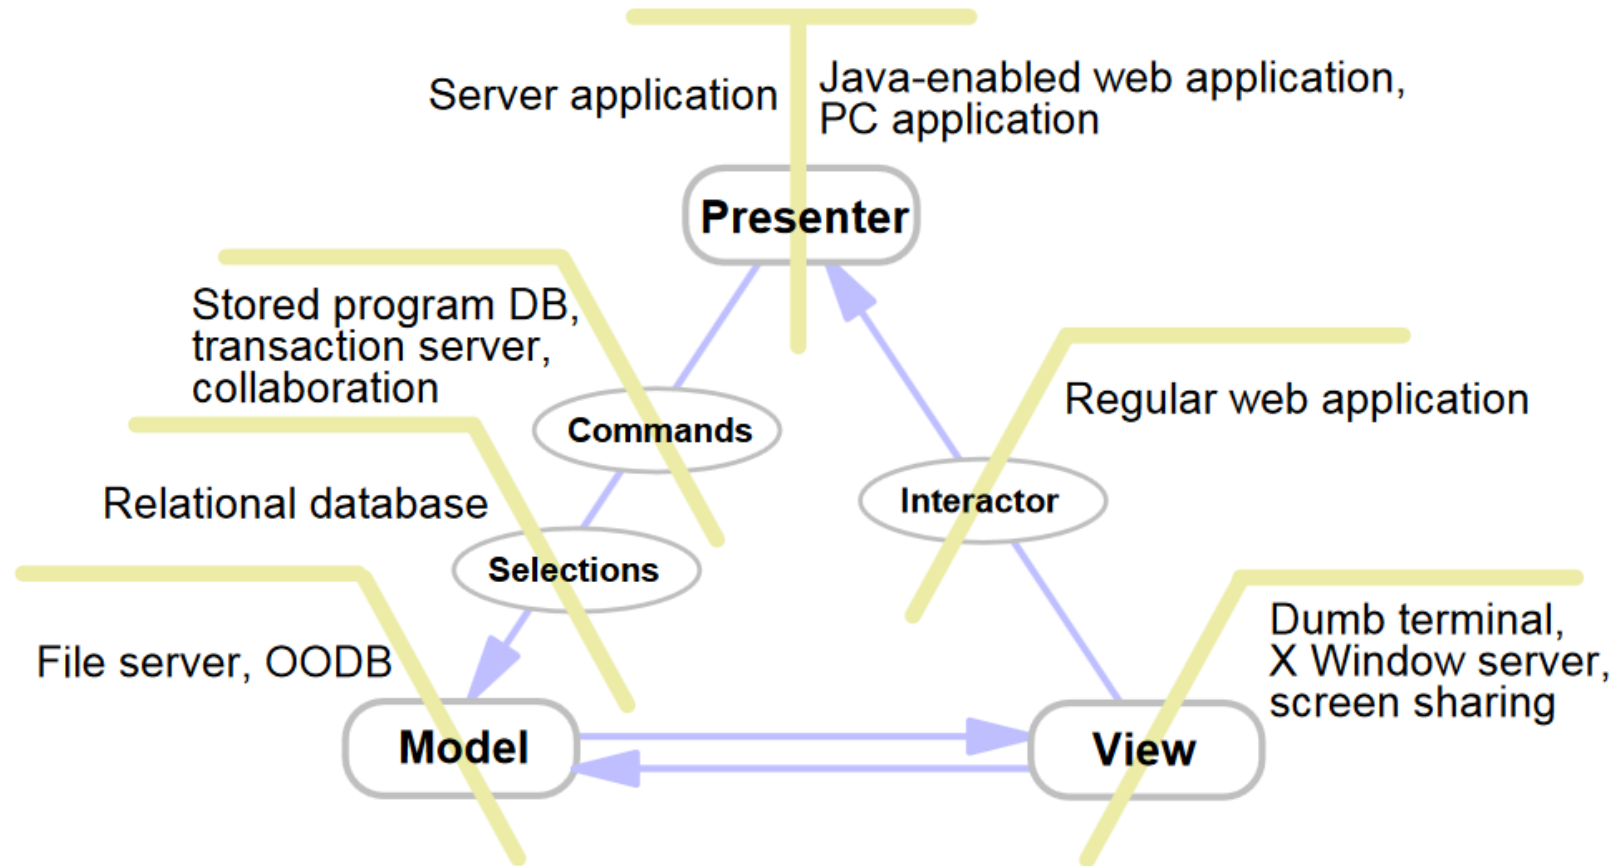 Server application
Java-enabled web application,
PC application
Presenter
Stored program DB,
transaction server,
collaboration
Commands
Regular web application
Relational database
Interactor
Selections
File server, OODB
Dumb terminal,
X Window server,
screen sharing
Model
View